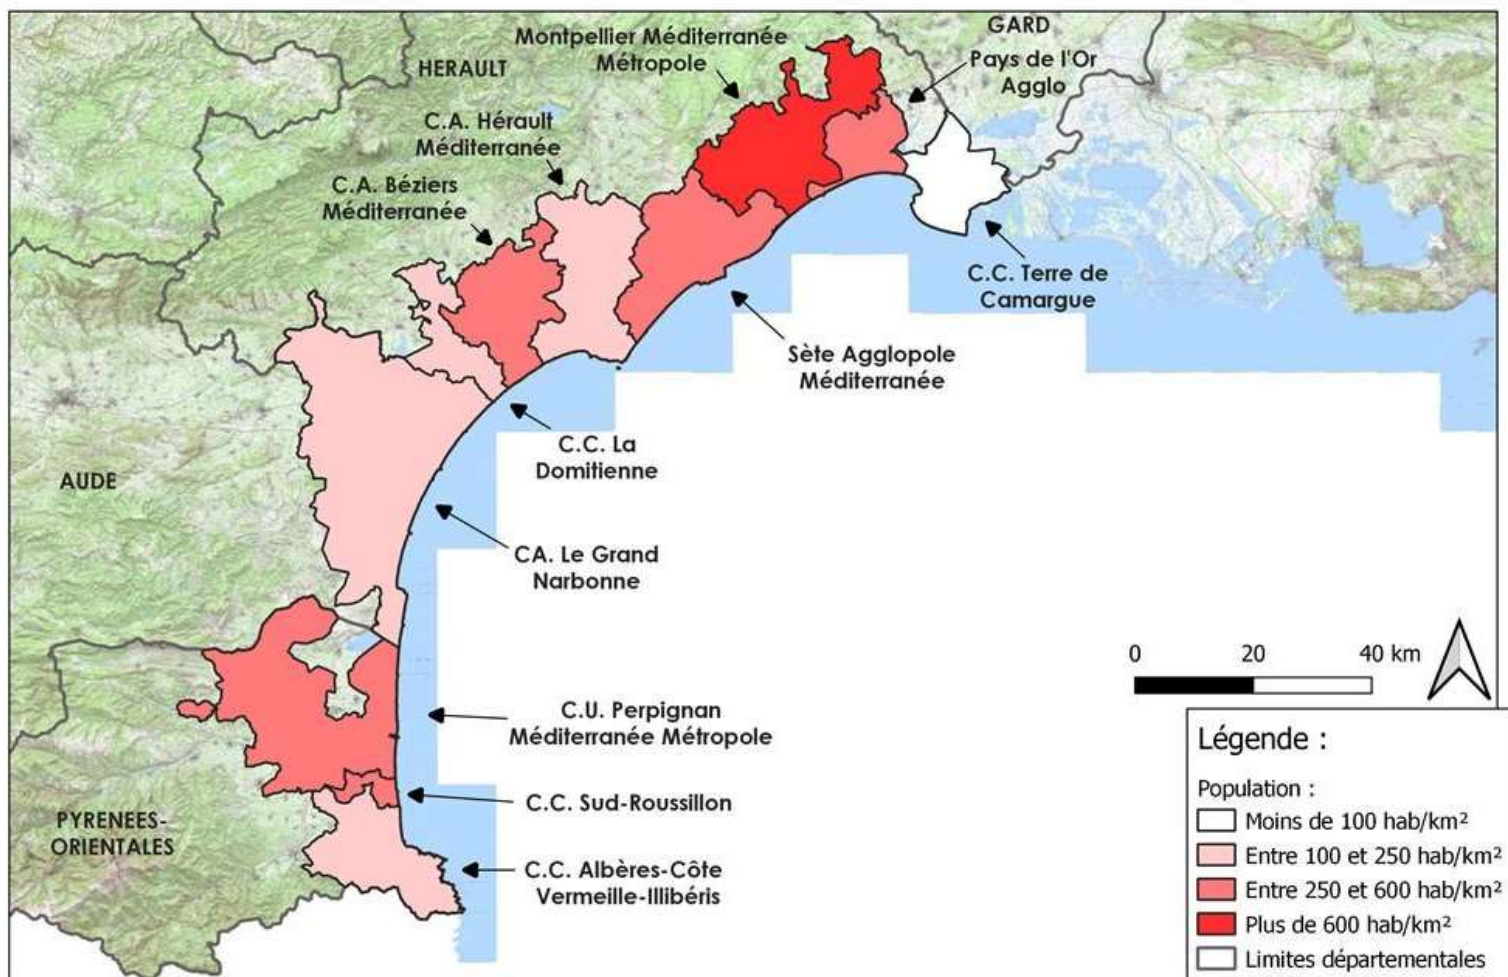 GARD
Montpellier Méditerranée
Métropole
Pays de l'Or
Agglo
HERAULT
C.A. Hérault
Méditerranée
C.A. Béziers
Méditerranée
C.C. Terre de
Camargue
Sète Agglopole
Méditerranée
C.C. La
Domitienne
AUDE
CA. Le Grand
Narbonne
0 20 40 km
C.U. Perpignan
Méditerranée Métropole
C.C. Sud-Roussillon
PYRENEES-
ORIENTALES
C.C. Albères-Côte
Vermeille-Illibéris
Légende :
Population :
Moins de 100 hab/km²
Entre 100 et 250 hab/km²
Entre 250 et 600 hab/km²
Plus de 600 hab/km²
Limites départementales